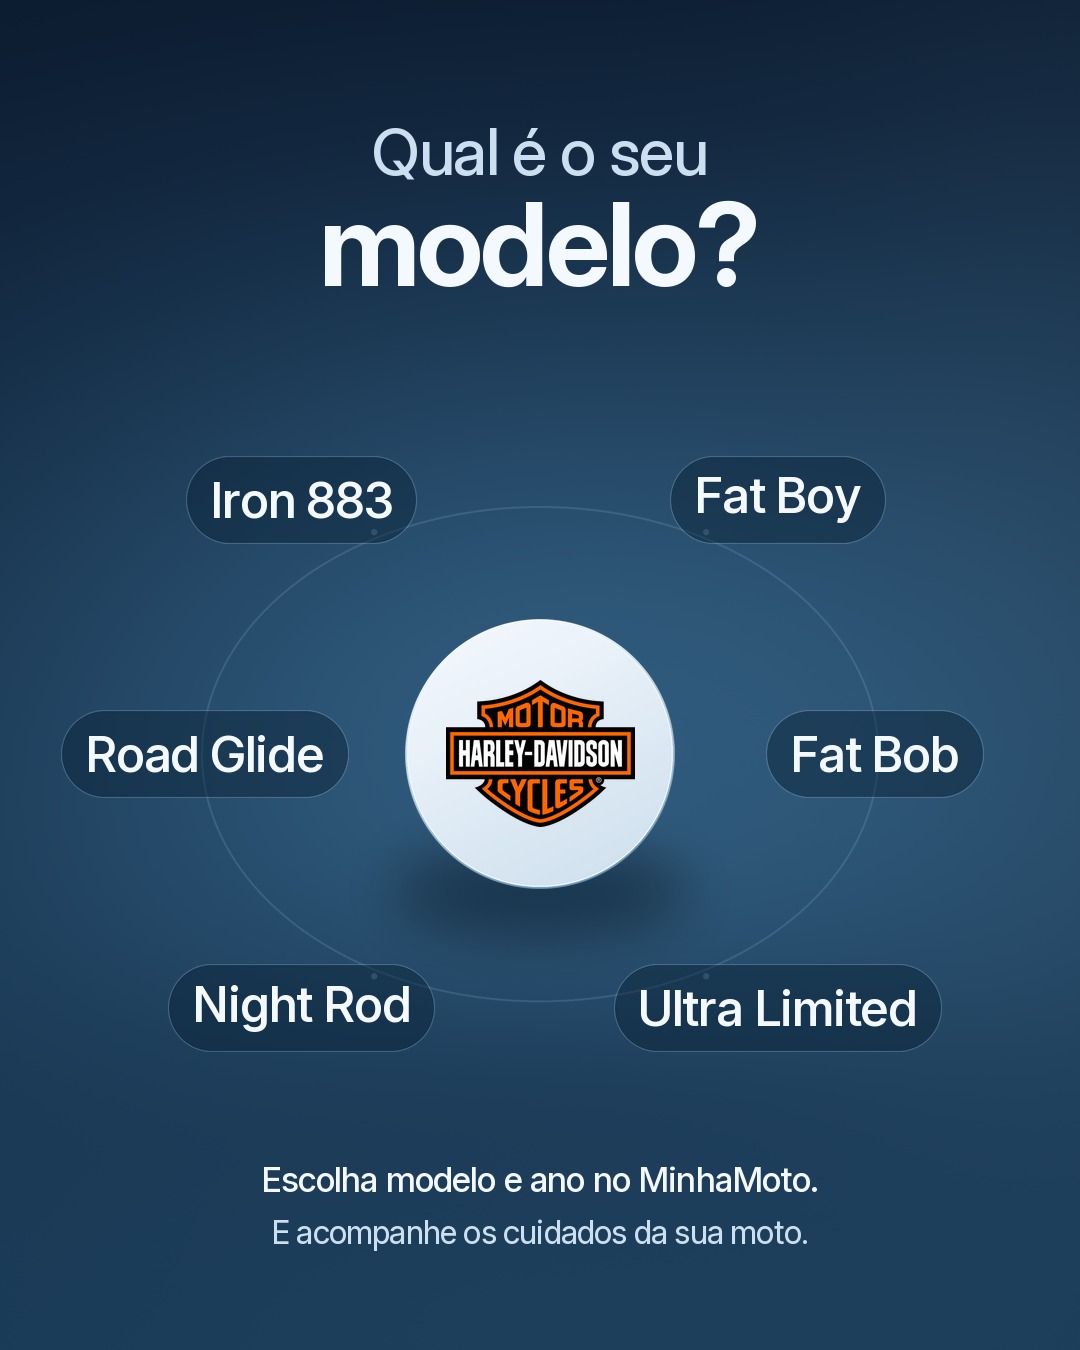 Qual é o seu
modelo?
Iron 883
Fat Boy
MOTOR
HARLEY-DAVIDSON
CYCLES
®
Road Glide
Fat Bob
Night Rod
Ultra Limited
Escolha modelo e ano no MinhaMoto.
E acompanhe os cuidados da sua moto.